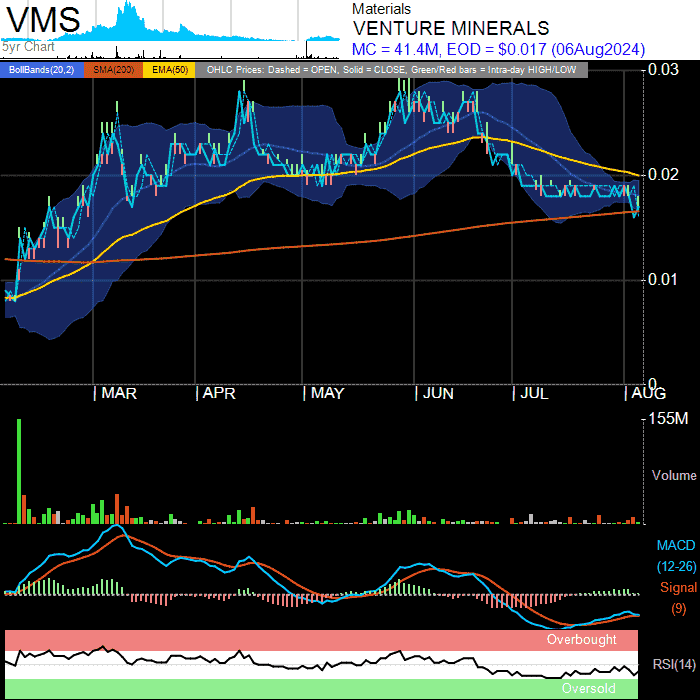 VMS
5yr Chart
Materials
VENTURE MINERALS
MC = 41.4M, EOD = $0.017 (06Aug2024)
BollBands(20,2) SMA(200) EMA(50) OHLC Prices: Dashed = OPEN, Solid = CLOSE, Green/Red bars = Intra-day HIGH/LOW
0.03
0.02
0.01
0
| MAR | APR | MAY | JUN | JUL | AUG
155M
Volume
MACD
(12-26)
Signal
(9)
Overbought
RSI(14)
Oversold